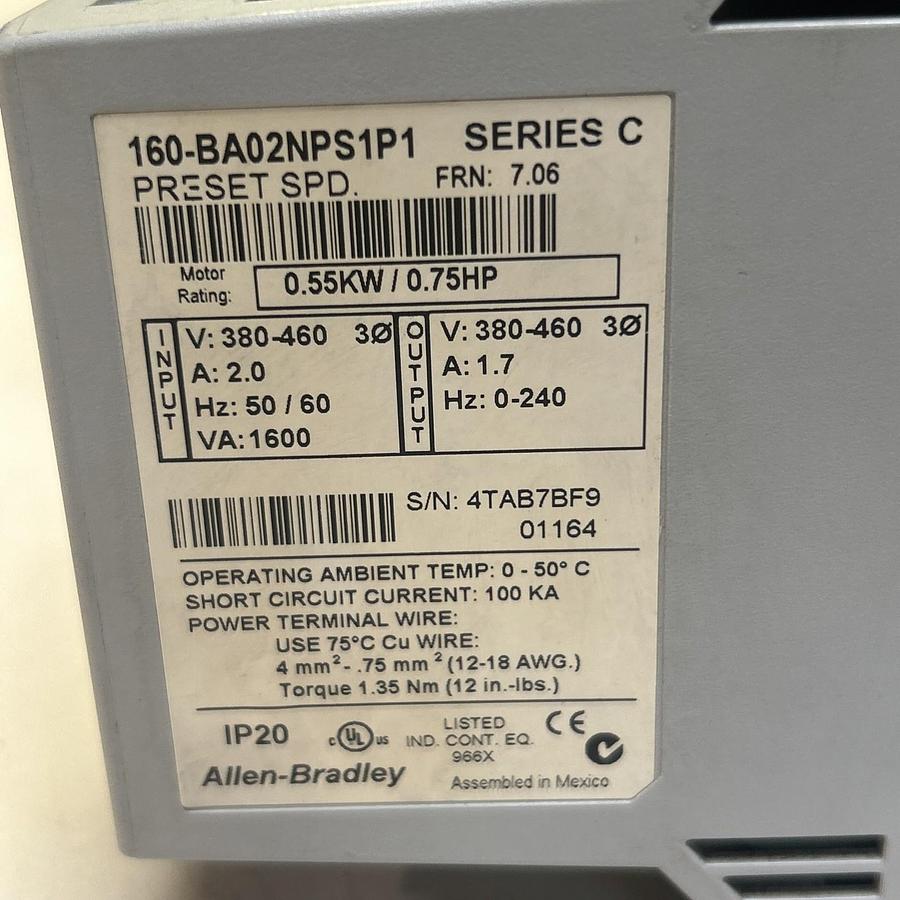 160-BA02NPS1P1 SERIES C
PRESET SPD. FRN: 7.06
Motor Rating: 0.55KW / 0.75HP
INPUT
V: 380-460 3Ø
A: 2.0
Hz: 50 / 60
VA: 1600
OUTPUT
V: 380-460 3Ø
A: 1.7
Hz: 0-240
S/N: 4TAB7BF9
01164
OPERATING AMBIENT TEMP: 0 - 50° C
SHORT CIRCUIT CURRENT: 100 KA
POWER TERMINAL WIRE:
USE 75°C Cu WIRE:
4 mm² - .75 mm² (12-18 AWG.)
Torque 1.35 Nm (12 in.-lbs.)
IP20
c UL us
LISTED
IND. CONT. EQ.
966X
CE
Allen-Bradley
Assembled in Mexico